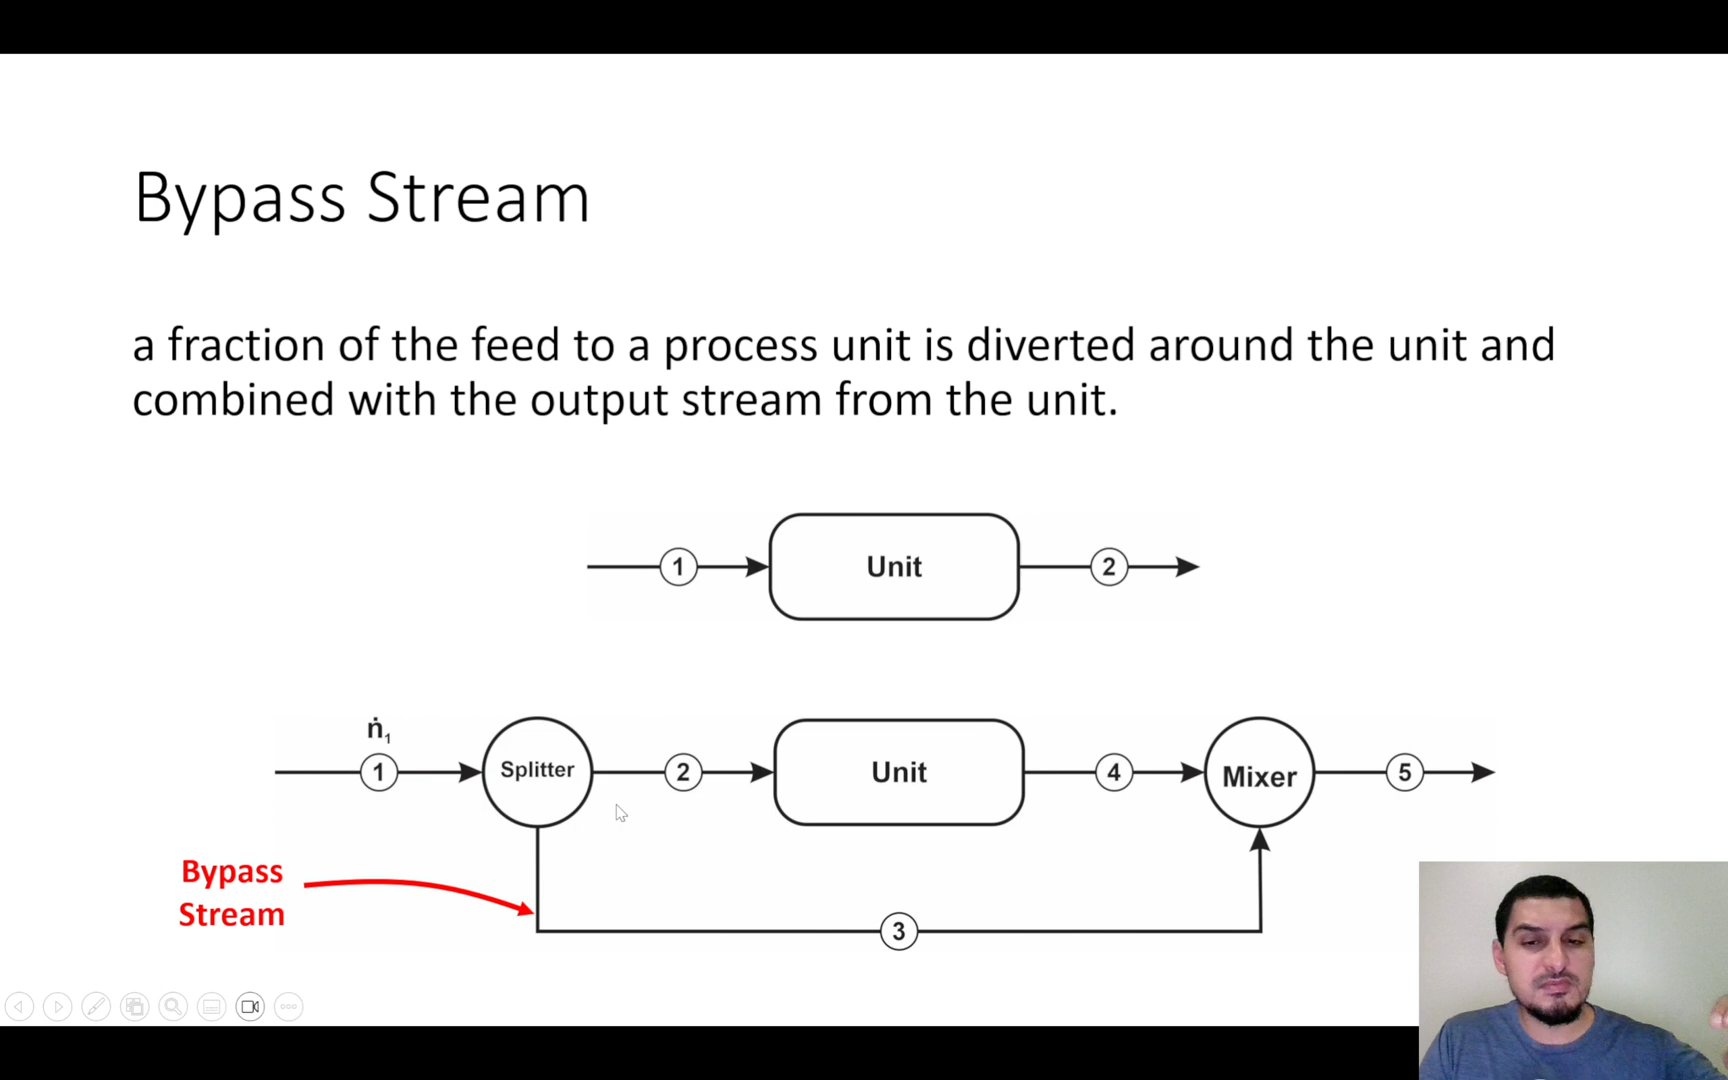 Bypass Stream
a fraction of the feed to a process unit is diverted around the unit and
combined with the output stream from the unit.
1 Unit 2
ṅ₁
1 Splitter 2 Unit 4 Mixer 5
Bypass
Stream
3